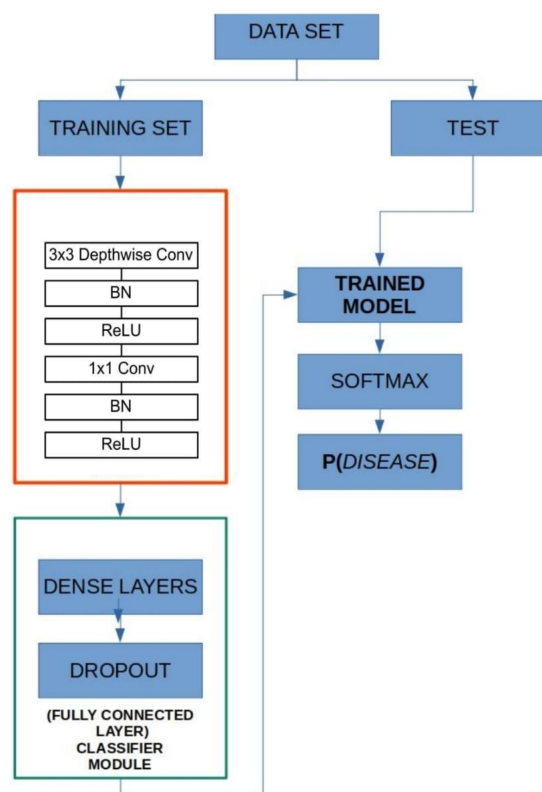 DATA SET
TRAINING SET
TEST
3x3 Depthwise Conv
BN
ReLU
1x1 Conv
BN
ReLU
DENSE LAYERS
DROPOUT
(FULLY CONNECTED
LAYER)
CLASSIFIER
MODULE
TRAINED
MODEL
SOFTMAX
P(DISEASE)